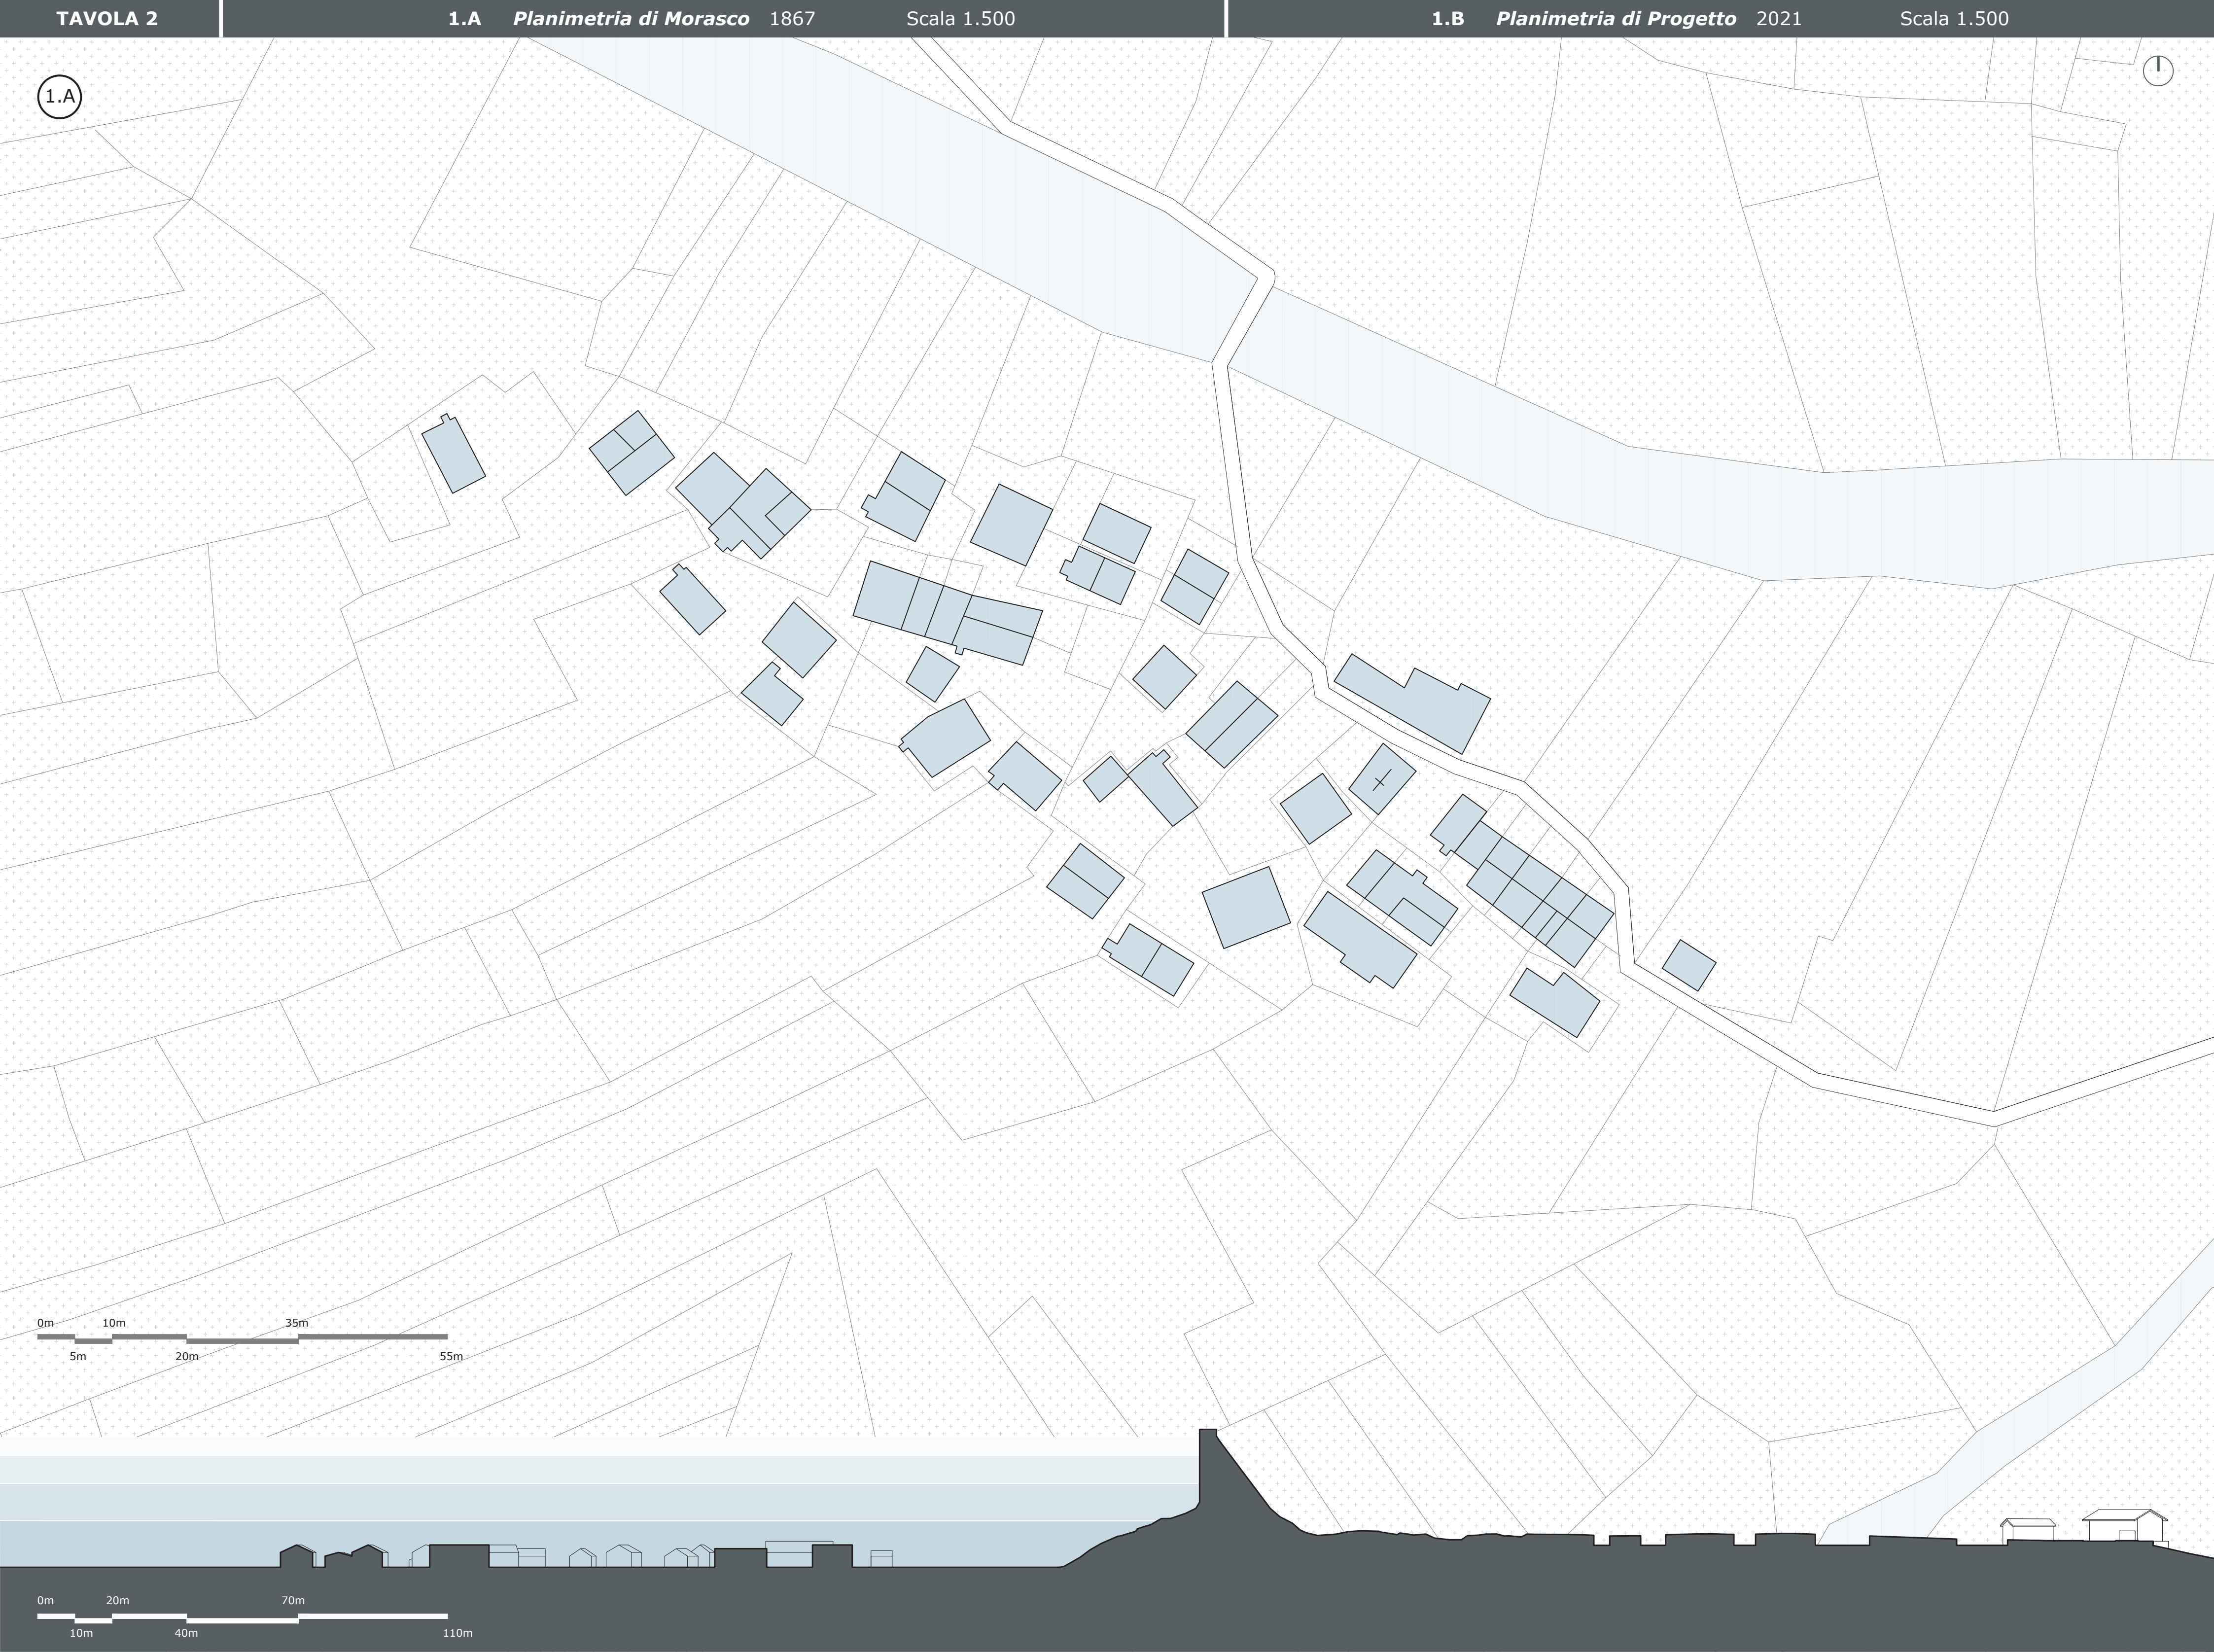 TAVOLA 2
1.A Planimetria di Morasco 1867 Scala 1.500
1.B Planimetria di Progetto 2021 Scala 1.500
1.A
0m 10m 35m
5m 20m 55m
0m 20m 70m
10m 40m 110m